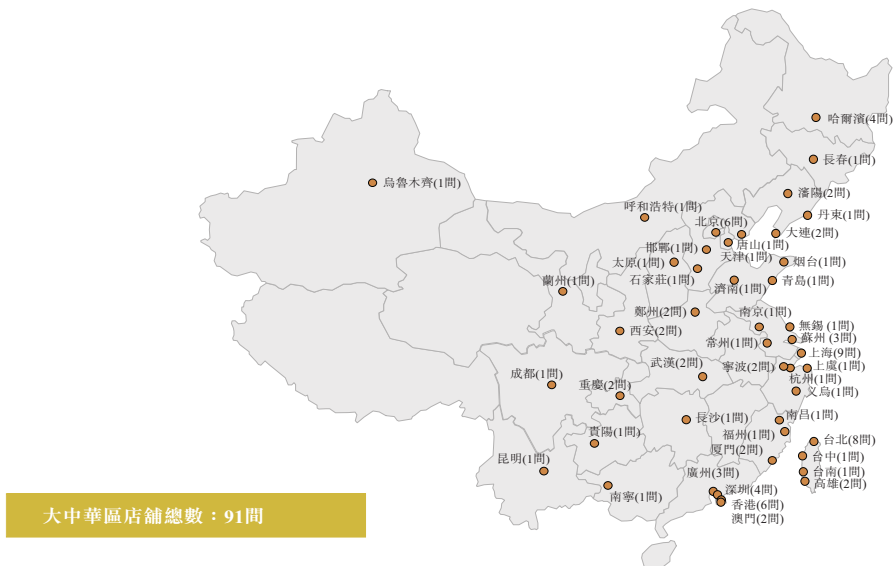 哈爾濱(4間)
長春(1間)
烏魯木齊(1間)
瀋陽(2間)
呼和浩特(1間)
丹東(1間)
北京(6間)
大連(2間)
唐山(1間)
邯鄲(1間)
天津(1間)
太原(1間)
烟台(1間)
石家莊(1間)
青島(1間)
蘭州(1間)
濟南(1間)
鄭州(2間)
南京(1間)
無錫 (1間)
西安(2間)
蘇州 (3間)
常州(1間)
上海(9間)
武漢(2間)
寧波(2間)
上虞(1間)
成都(1間)
杭州(1間)
重慶(2間)
义烏(1間)
長沙(1間)
南昌(1間)
貴陽(1間)
福州(1間)
台北(8間)
厦門(2間)
台中(1間)
昆明(1間)
廣州(3間)
台南(1間)
高雄(2間)
深圳(4間)
南寧(1間)
香港(6間)
澳門(2間)
大中華區店舖總數：91間